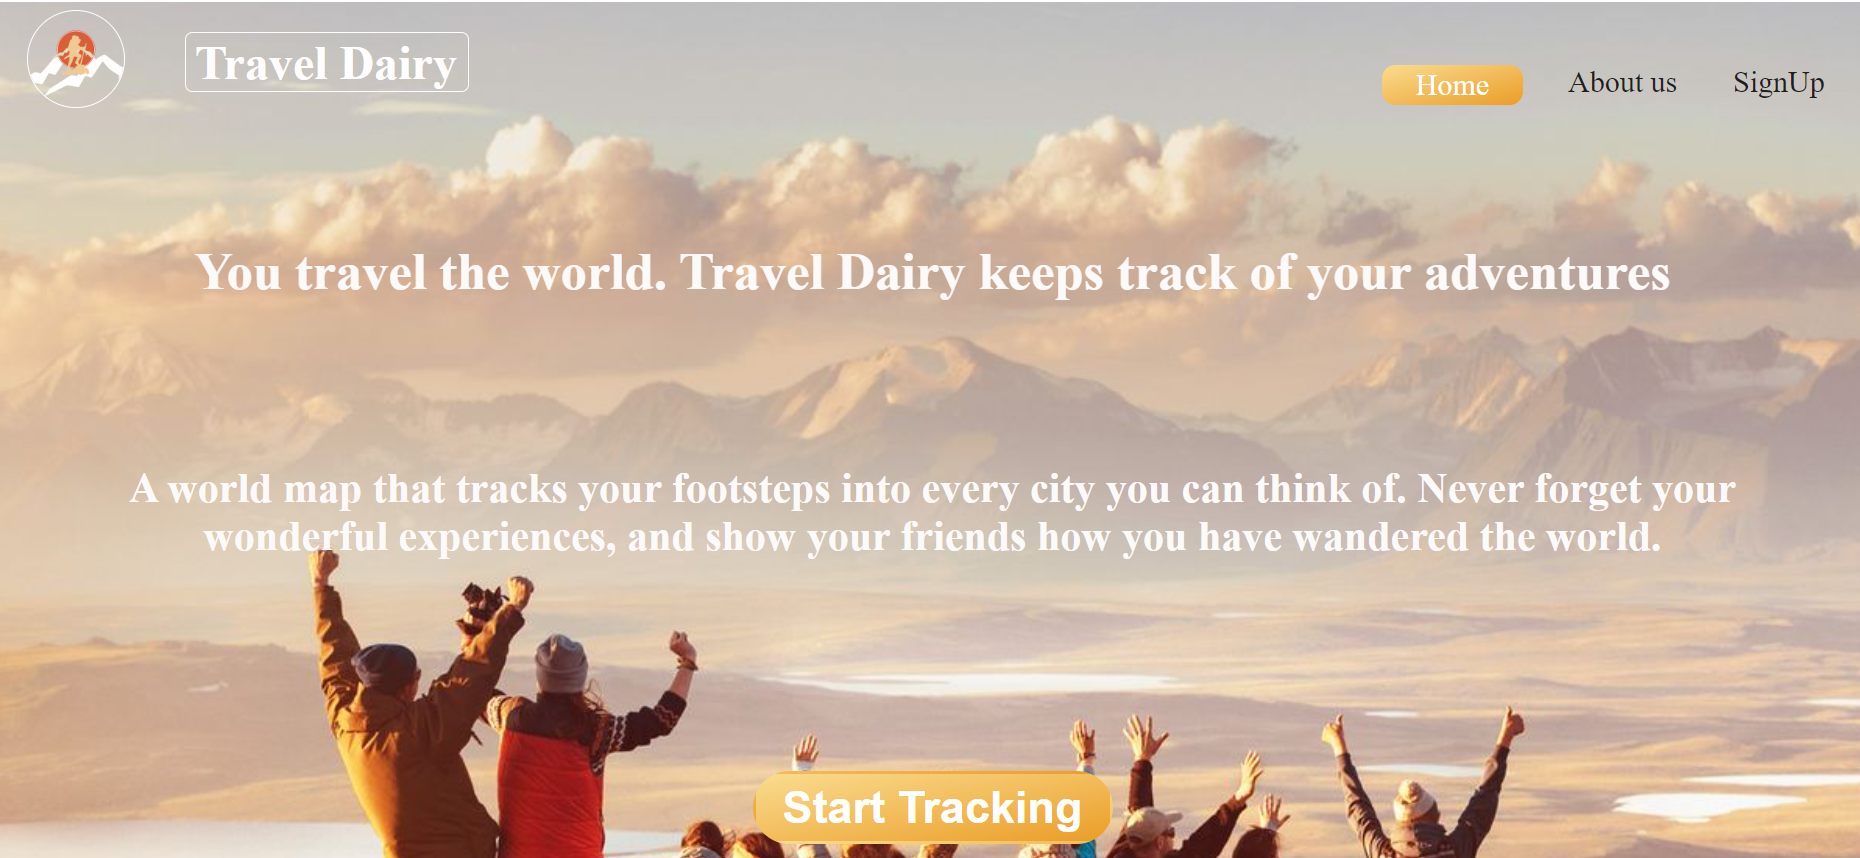 Travel Dairy
Home
About us
SignUp
You travel the world. Travel Dairy keeps track of your adventures
A world map that tracks your footsteps into every city you can think of. Never forget your
wonderful experiences, and show your friends how you have wandered the world.
Start Tracking